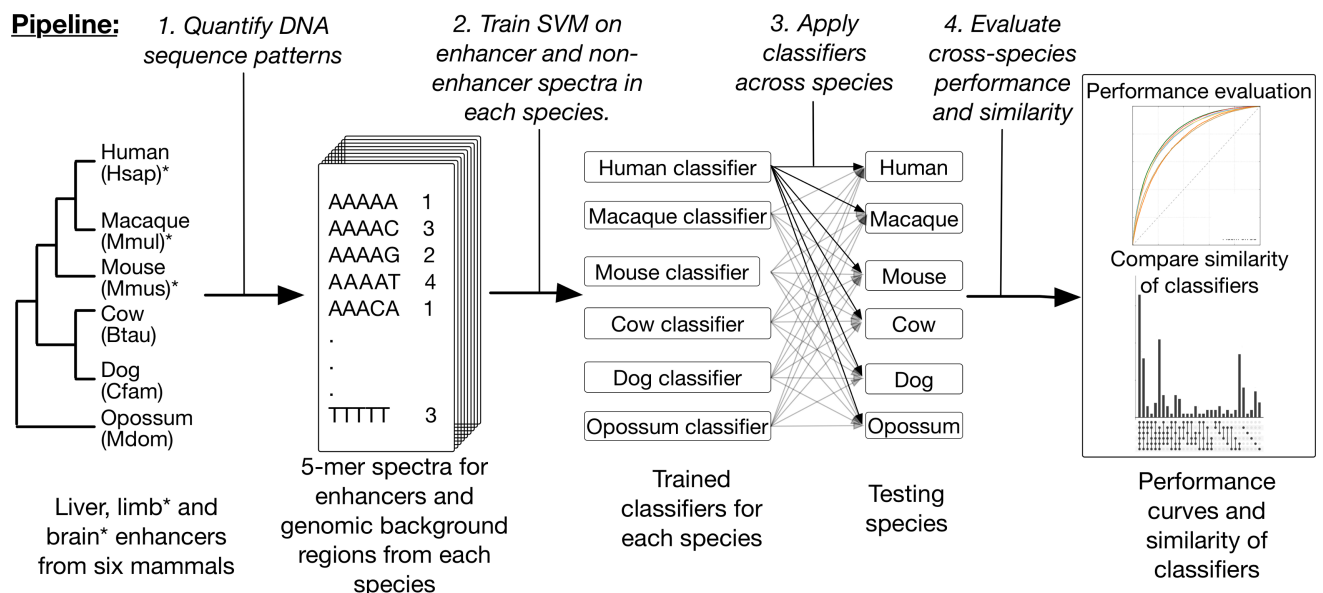 Pipeline:
1. Quantify DNA
sequence patterns
2. Train SVM on
enhancer and non-
enhancer spectra in
each species.
3. Apply
classifiers
across species
4. Evaluate
cross-species
performance
and similarity
Human
(Hsap)*
Macaque
(Mmul)*
Mouse
(Mmus)*
Cow
(Btau)
Dog
(Cfam)
Opossum
(Mdom)
Liver, limb* and
brain* enhancers
from six mammals
AAAAA 1
AAAAC 3
AAAAG 2
AAAAT 4
AAACA 1
.
.
.
TTTTT 3
5-mer spectra for
enhancers and
genomic background
regions from each
species
Human classifier
Macaque classifier
Mouse classifier
Cow classifier
Dog classifier
Opossum classifier
Trained
classifiers for
each species
Human
Macaque
Mouse
Cow
Dog
Opossum
Testing
species
Performance evaluation
Compare similarity
of classifiers
Performance
curves and
similarity of
classifiers